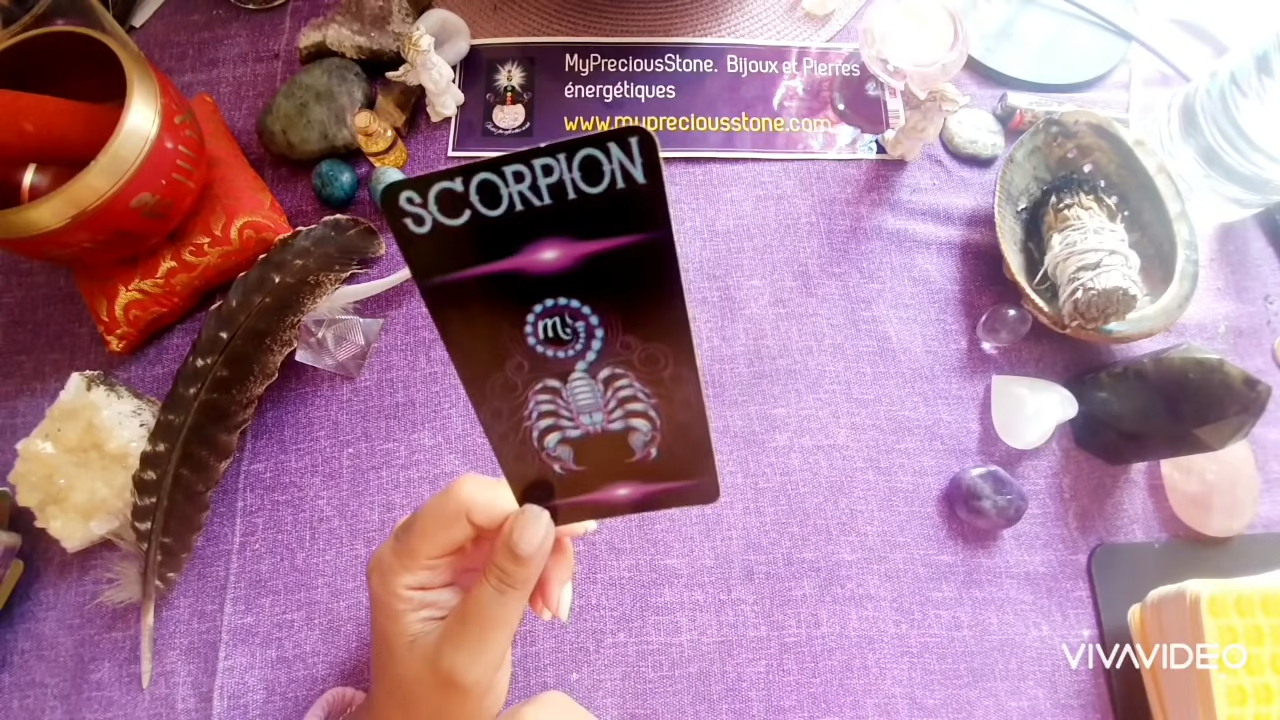 MyPreciousStone. Bijoux et Pierres
énergétiques
www.mypreciousstone.com
SCORPION
VIVAVIDEO